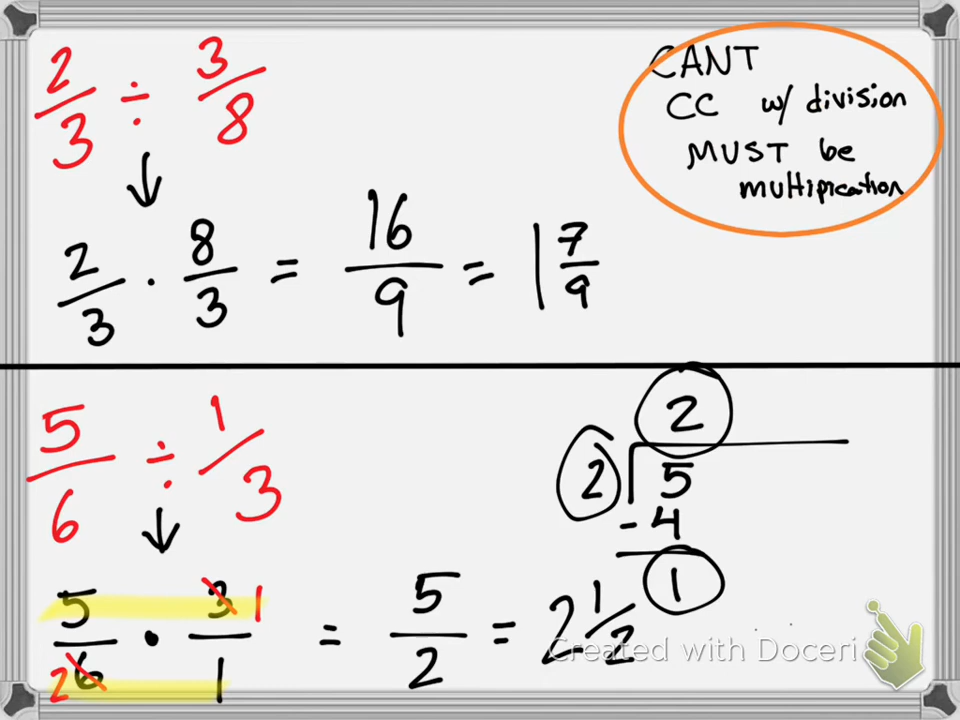 2/3 ÷ 3/8
CANT
CC w/ division
MUST be
multipication
↓
2/3 · 8/3 = 16/9 = 1 7/9
5/6 ÷ 1/3
↓
2
2 5
- 4
1
5/6 2 · 3/1 1 = 5/2 = 2 1/2
Created with Doceri